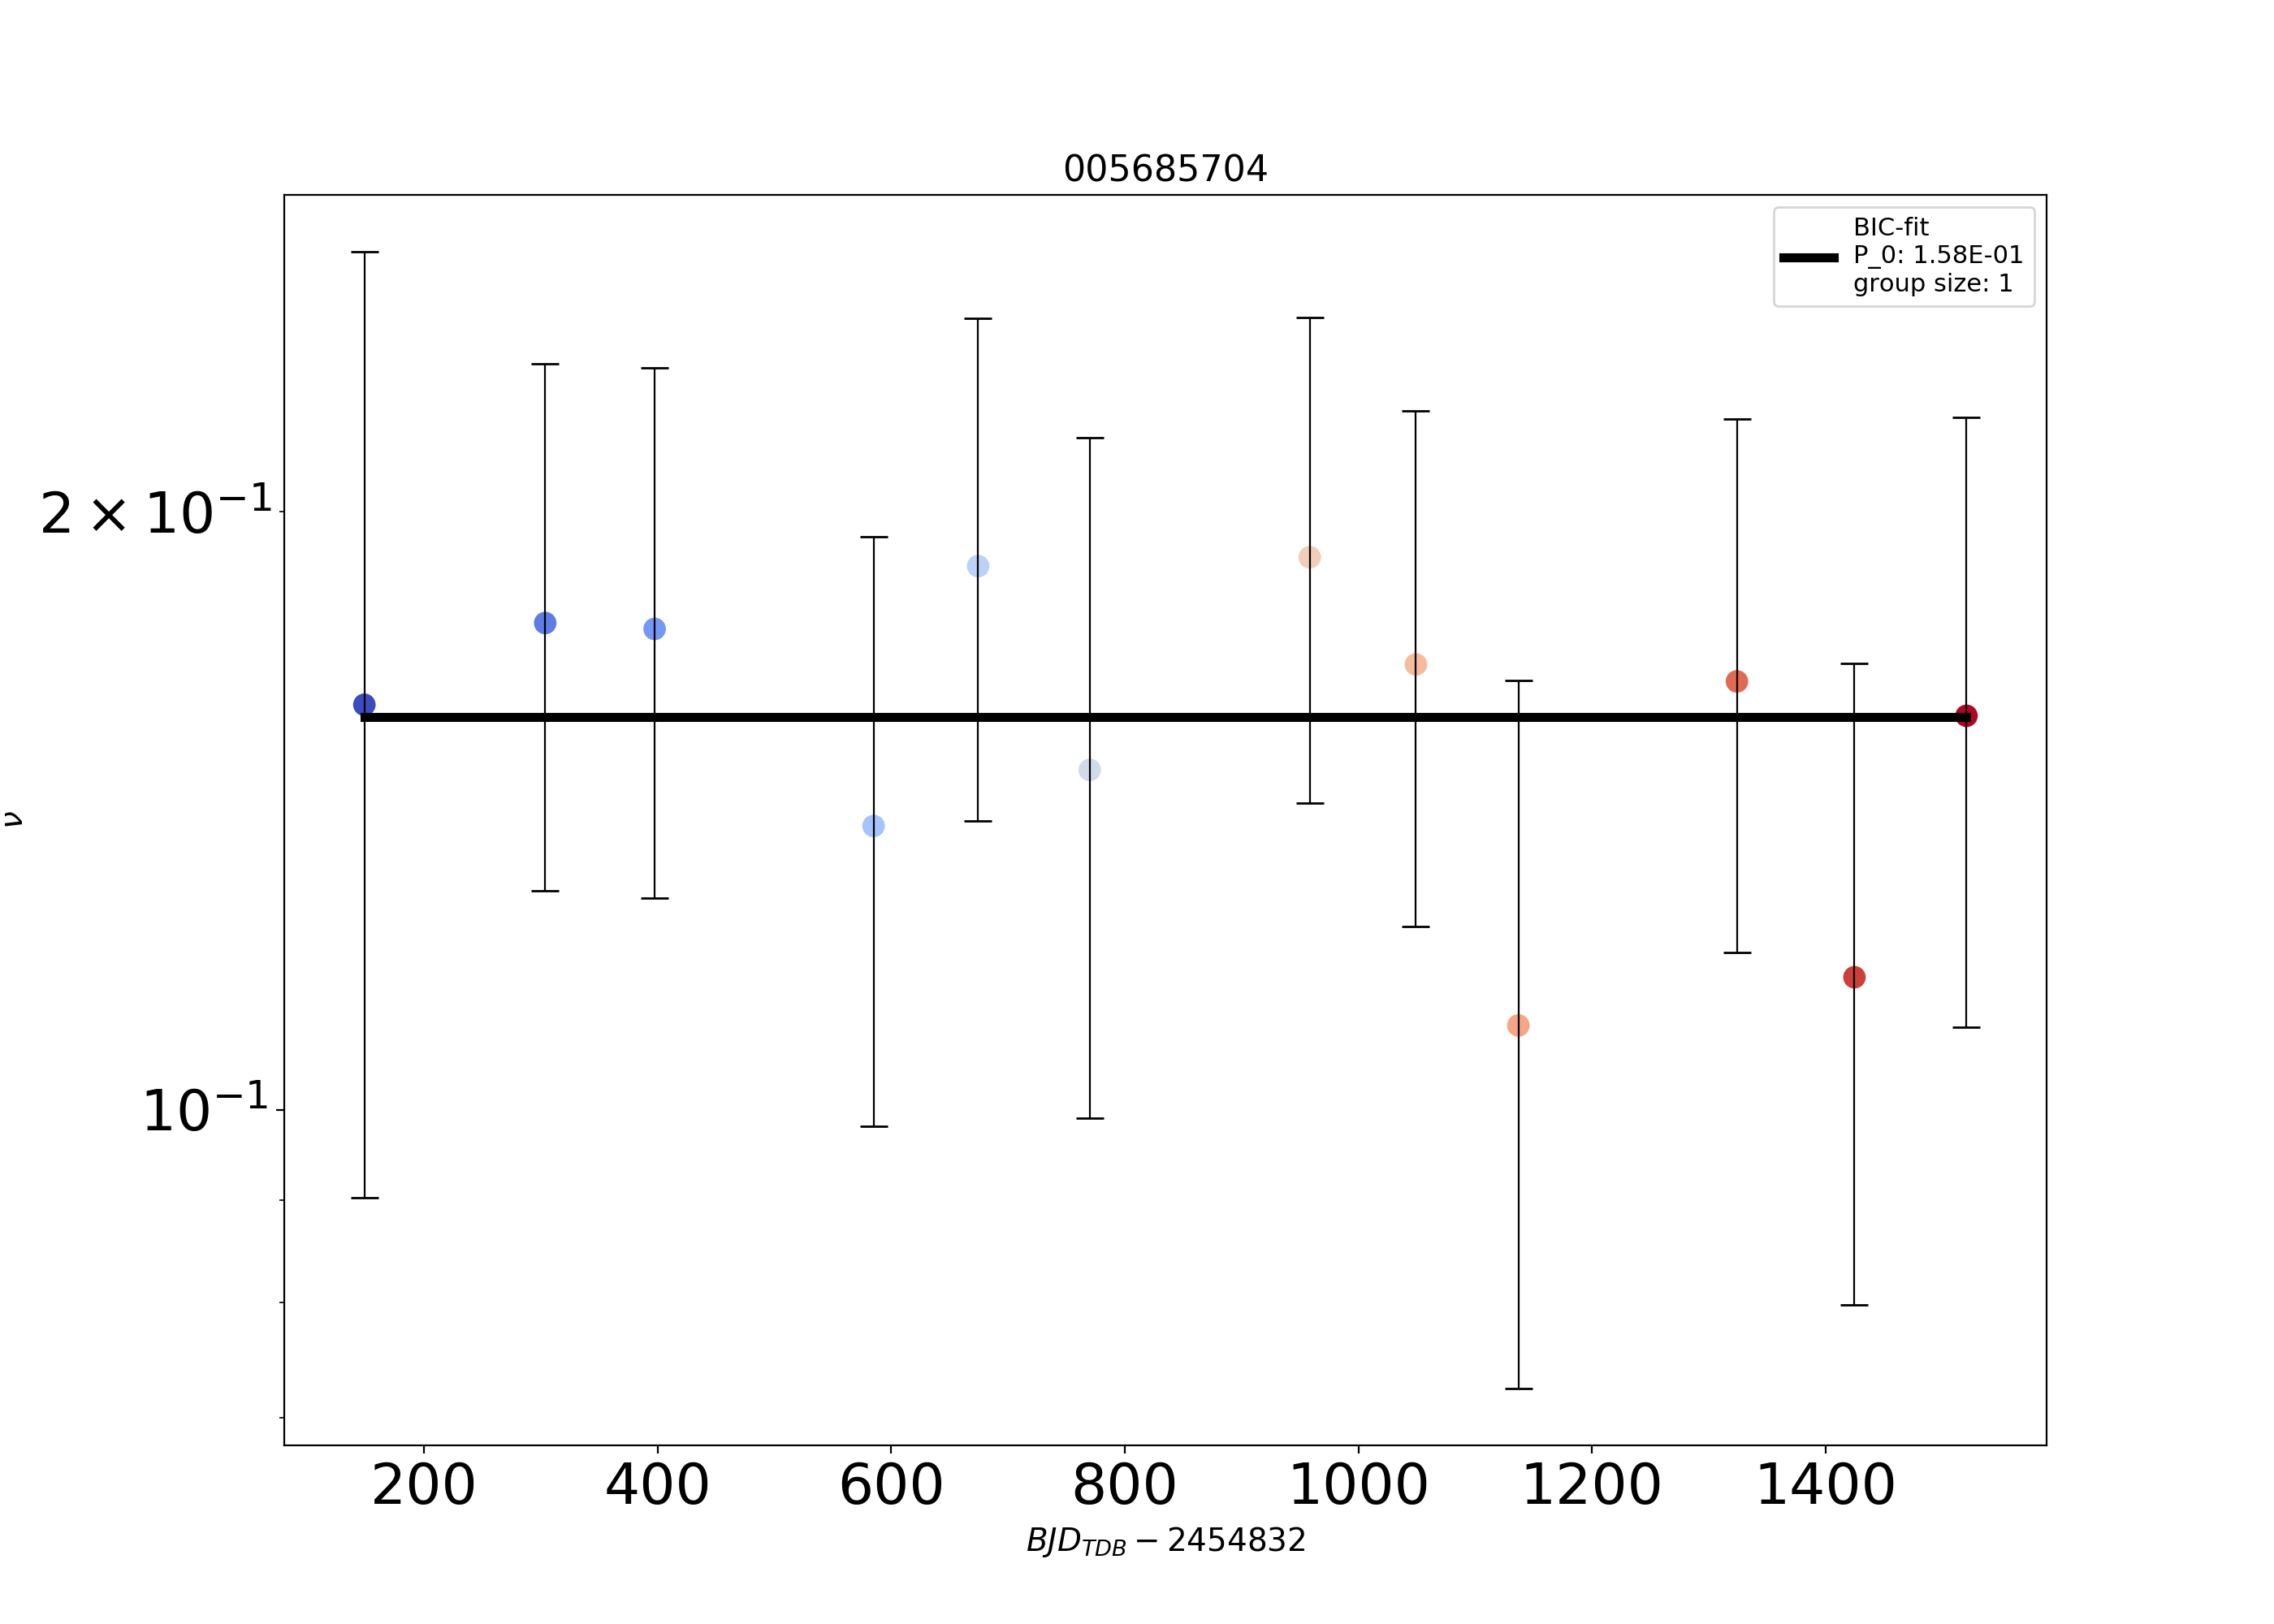 005685704
BIC-fit
P_0: 1.58E-01
group size: 1
2 × 10⁻¹
10⁻¹
ν
200 400 600 800 1000 1200 1400
BJD_TDB − 2454832